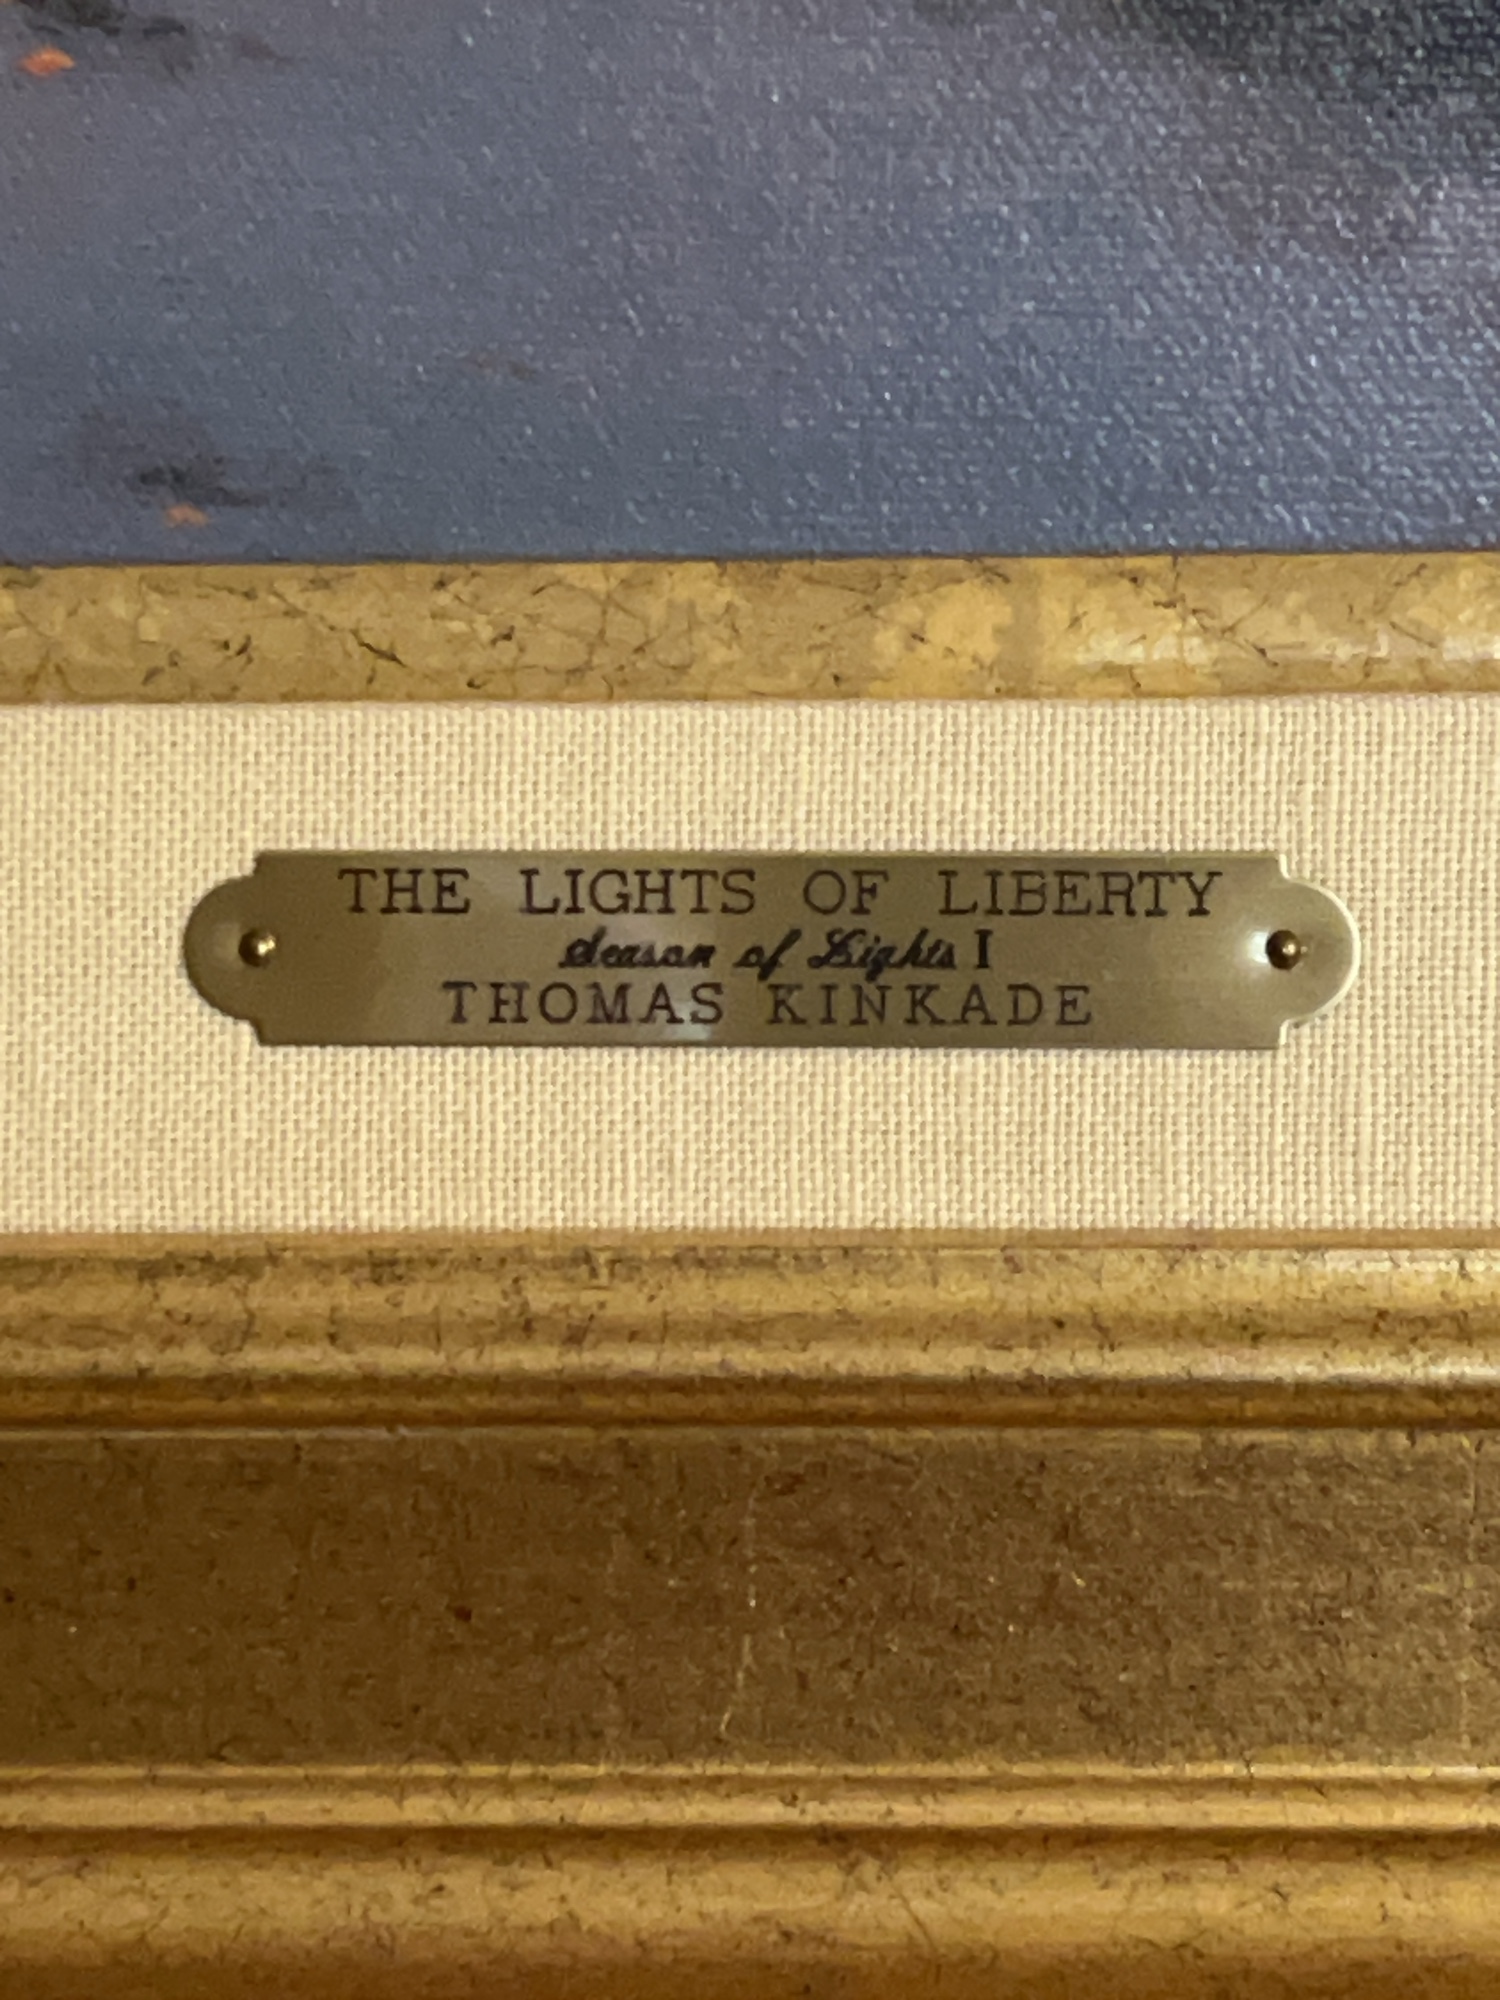 THE LIGHTS OF LIBERTY
Season of Lights I
THOMAS KINKADE